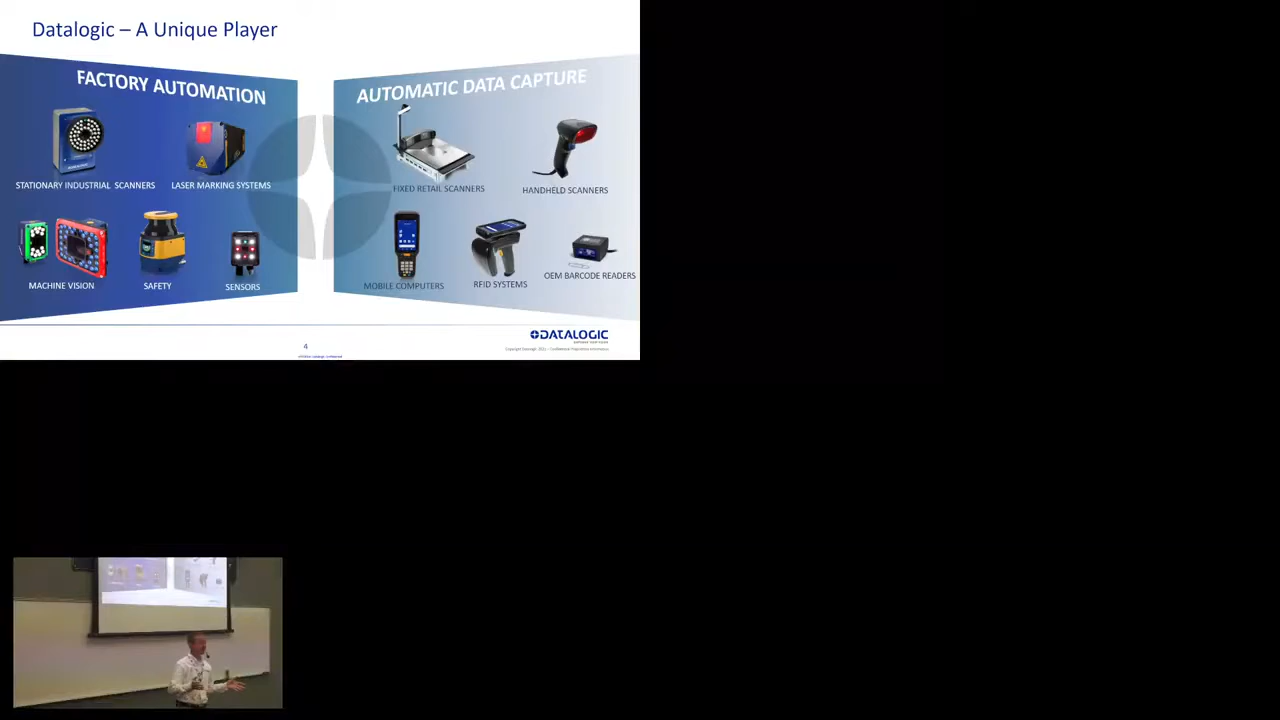 Datalogic – A Unique Player
FACTORY AUTOMATION
STATIONARY INDUSTRIAL SCANNERS
LASER MARKING SYSTEMS
MACHINE VISION
SAFETY
SENSORS
AUTOMATIC DATA CAPTURE
FIXED RETAIL SCANNERS
HANDHELD SCANNERS
MOBILE COMPUTERS
RFID SYSTEMS
OEM BARCODE READERS
4
DATALOGIC